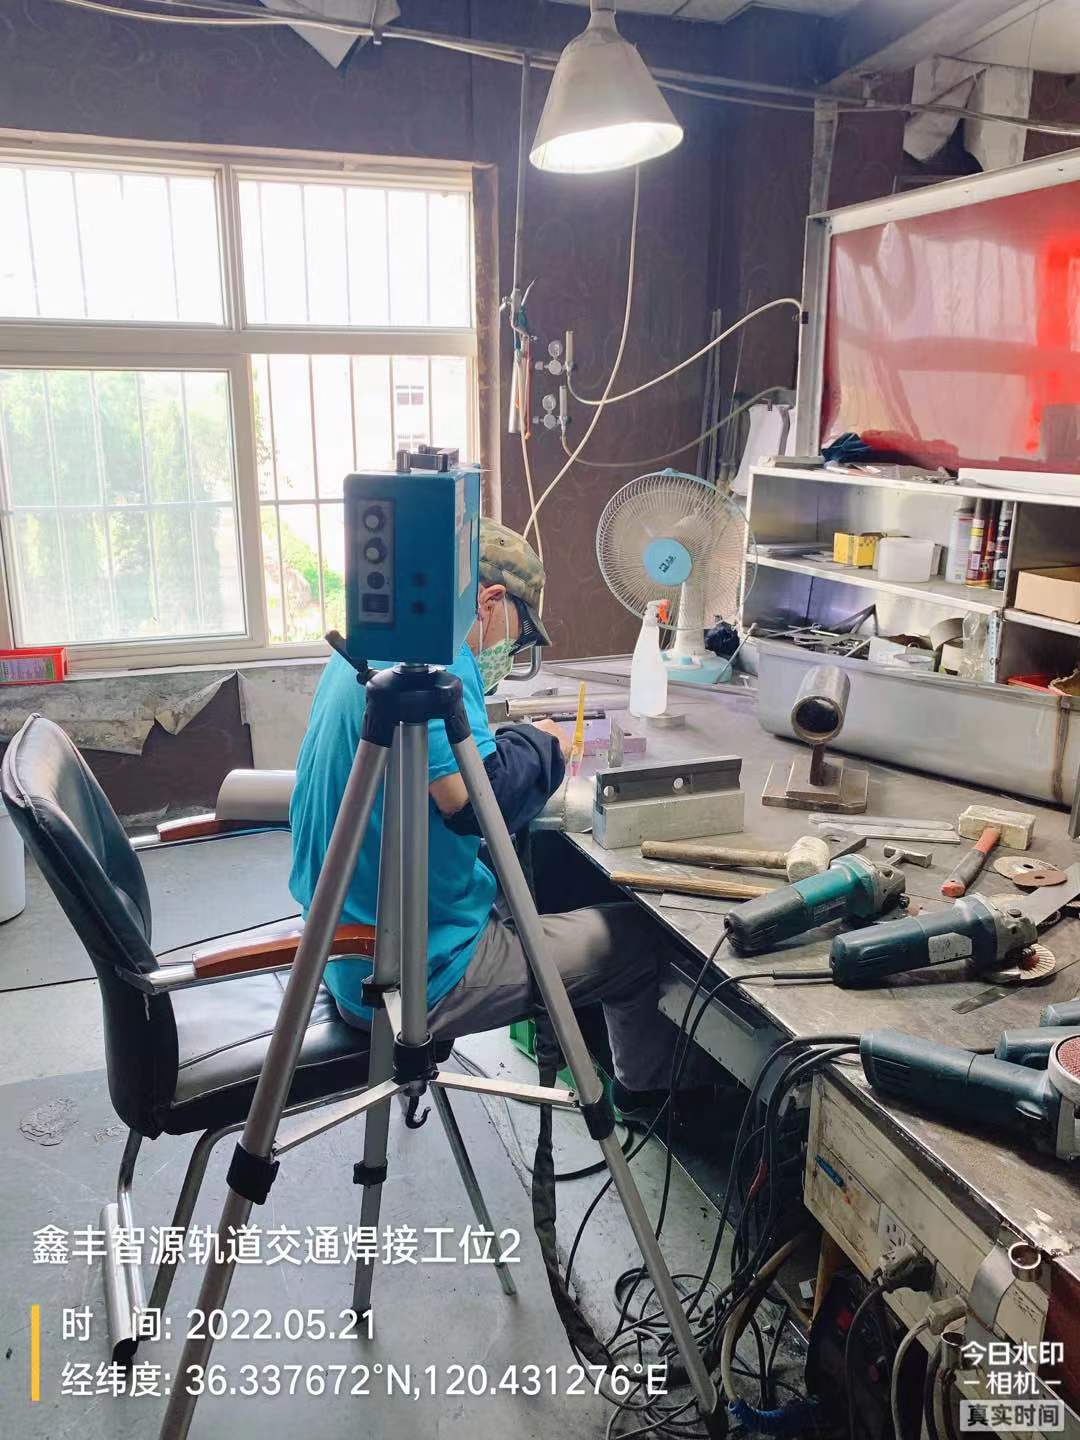 鑫丰智源轨道交通焊接工位2
时 间: 2022.05.21
经纬度: 36.337672°N,120.431276°E
今日水印
-相机-
真实时间